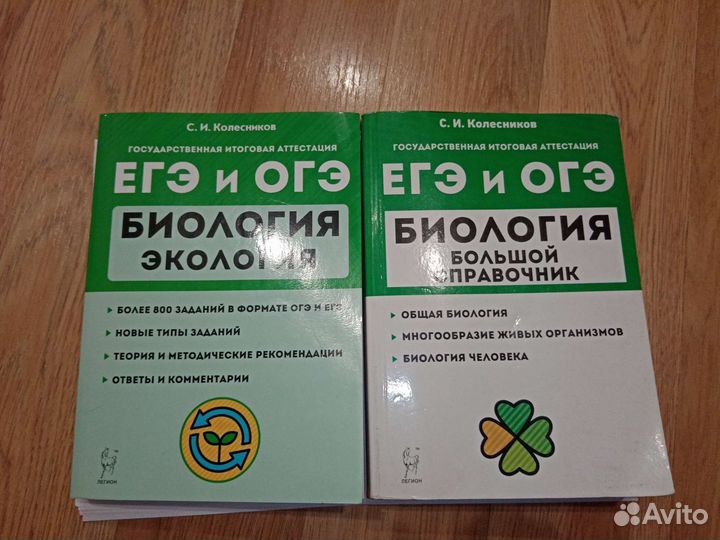 С. И. Колесников
ГОСУДАРСТВЕННАЯ ИТОГОВАЯ АТТЕСТАЦИЯ
ЕГЭ И ОГЭ
БИОЛОГИЯ
ЭКОЛОГИЯ
БОЛЕЕ 800 ЗАДАНИЙ В ФОРМАТЕ ОГЭ И ЕГЭ
НОВЫЕ ТИПЫ ЗАДАНИЙ
ТЕОРИЯ И МЕТОДИЧЕСКИЕ РЕКОМЕНДАЦИИ
ОТВЕТЫ И КОММЕНТАРИИ
ЛЕГИОН
С. И. Колесников
ГОСУДАРСТВЕННАЯ ИТОГОВАЯ АТТЕСТАЦИЯ
ЕГЭ И ОГЭ
БИОЛОГИЯ
БОЛЬШОЙ
СПРАВОЧНИК
ОБЩАЯ БИОЛОГИЯ
МНОГООБРАЗИЕ ЖИВЫХ ОРГАНИЗМОВ
БИОЛОГИЯ ЧЕЛОВЕКА
ЛЕГИОН
Avito